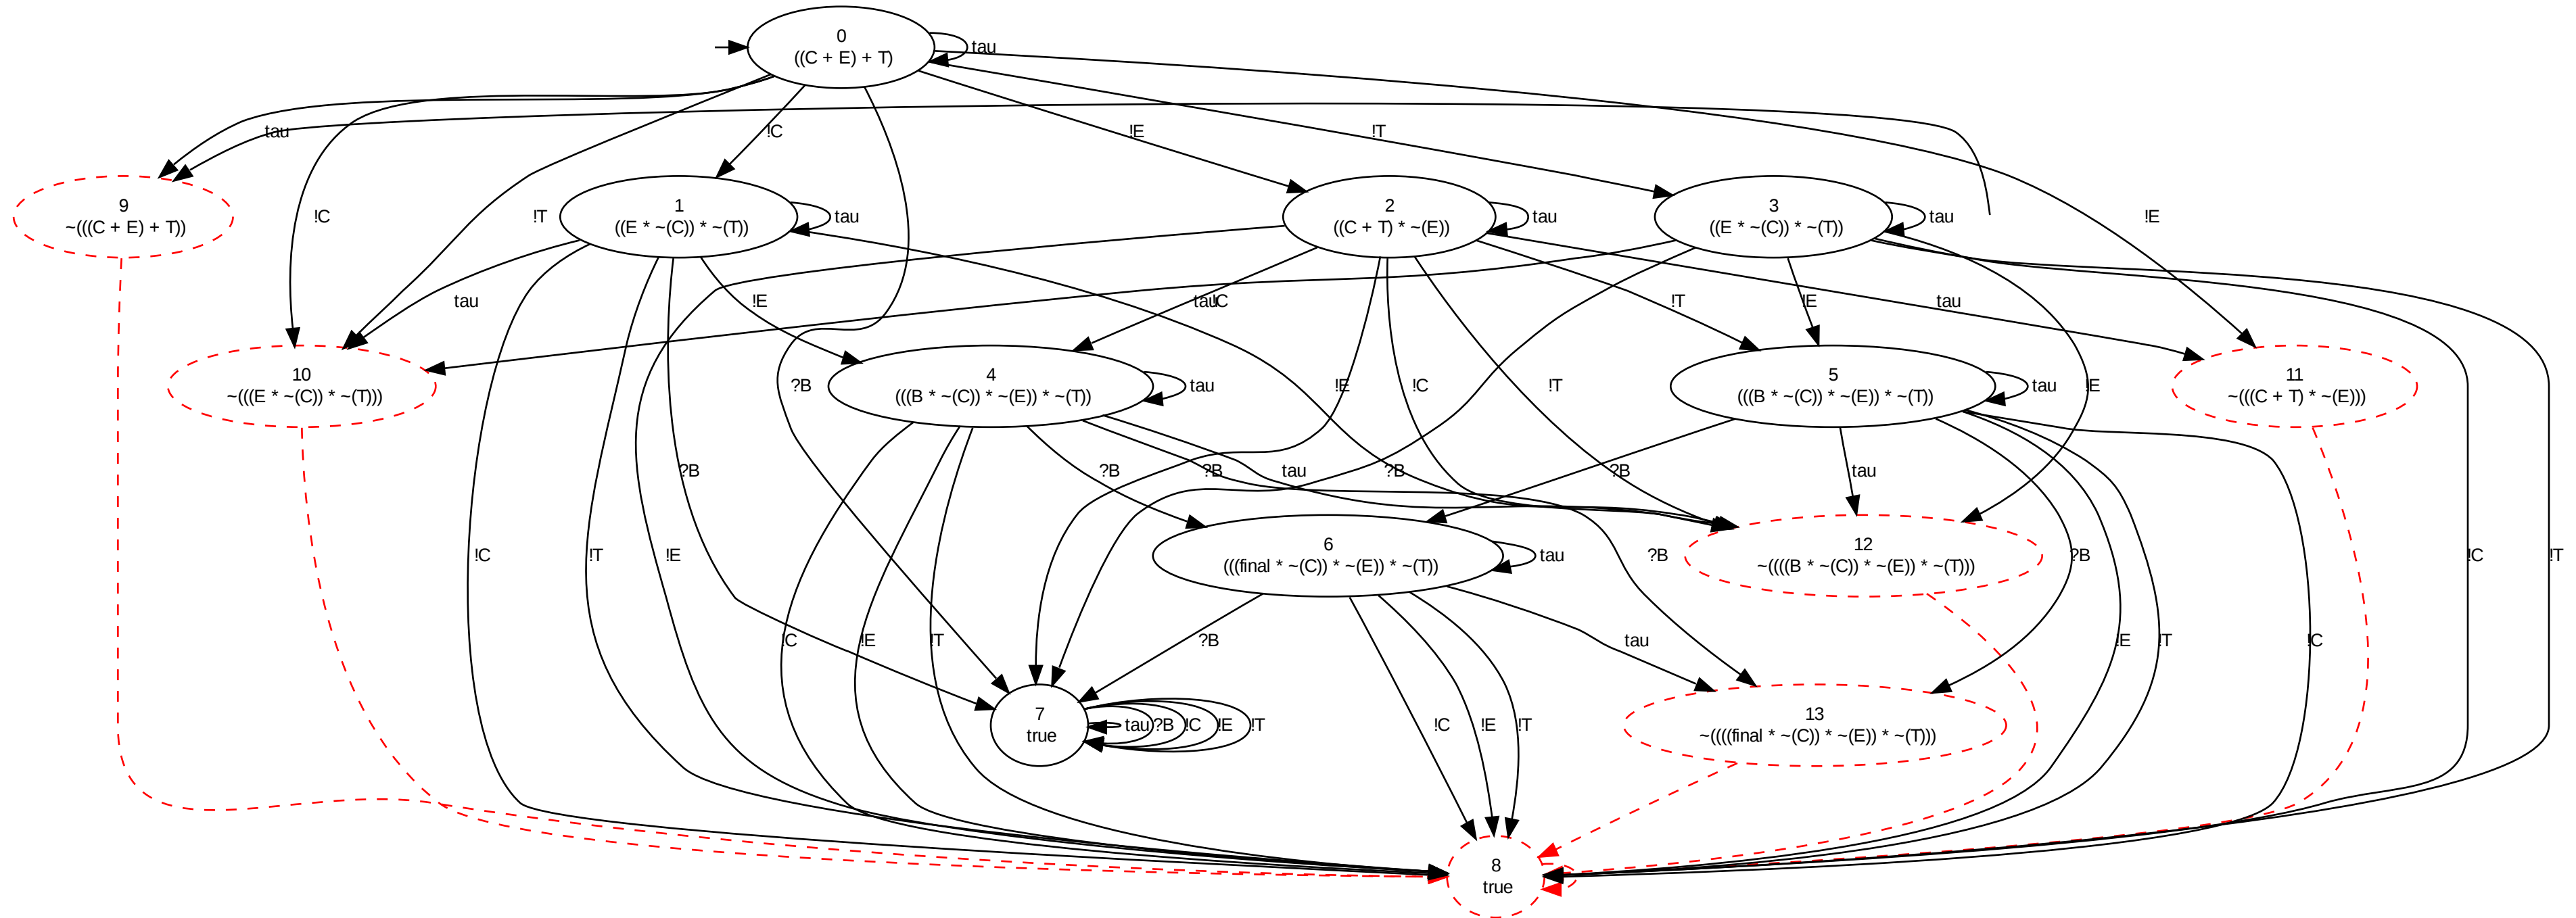 0
((C + E) + T)
tau
tau
!C
!E
!T
9
~(((C + E) + T))
!C
!T
1
((E * ~(C)) * ~(T))
tau
2
((C + T) * ~(E))
tau
3
((E * ~(C)) * ~(T))
tau
!E
tau
!E
tau
!C
!T
!E
tau
10
~(((E * ~(C)) * ~(T)))
?B
4
(((B * ~(C)) * ~(E)) * ~(T))
tau
!E
!C
!T
5
(((B * ~(C)) * ~(E)) * ~(T))
tau
!E
11
~(((C + T) * ~(E)))
?B
?B
?B
tau
?B
?B
tau
!C
!T
!E
6
(((final * ~(C)) * ~(E)) * ~(T))
tau
?B
12
~((((B * ~(C)) * ~(E)) * ~(T)))
?B
!C
!T
!C
!E
!T
?B
tau
!E
!T
!C
7
true
tau
?B
!C
!E
!T
!C
!E
!T
13
~((((final * ~(C)) * ~(E)) * ~(T)))
8
true